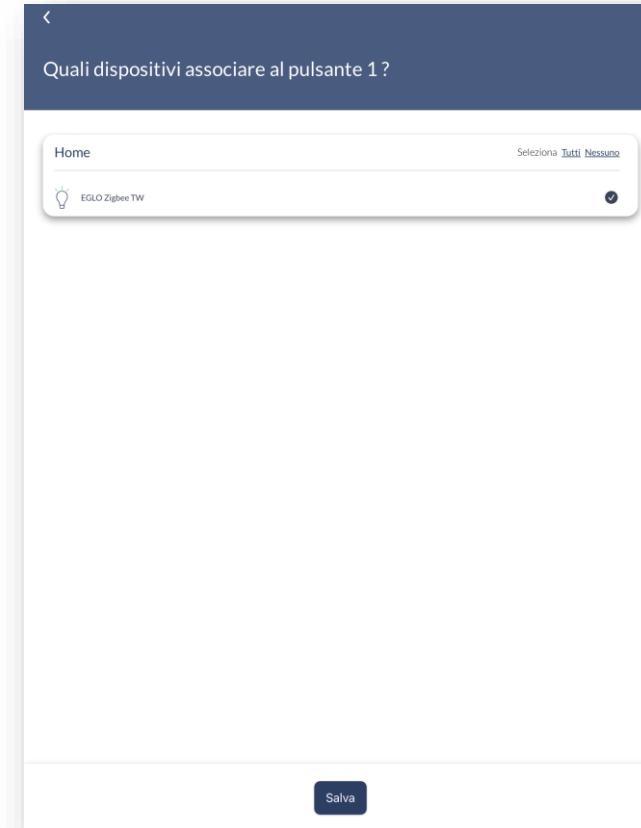 Quali dispositivi associare al pulsante 1 ?
Home
Seleziona Tutti Nessuno
EGLO Zigbee TW
Salva